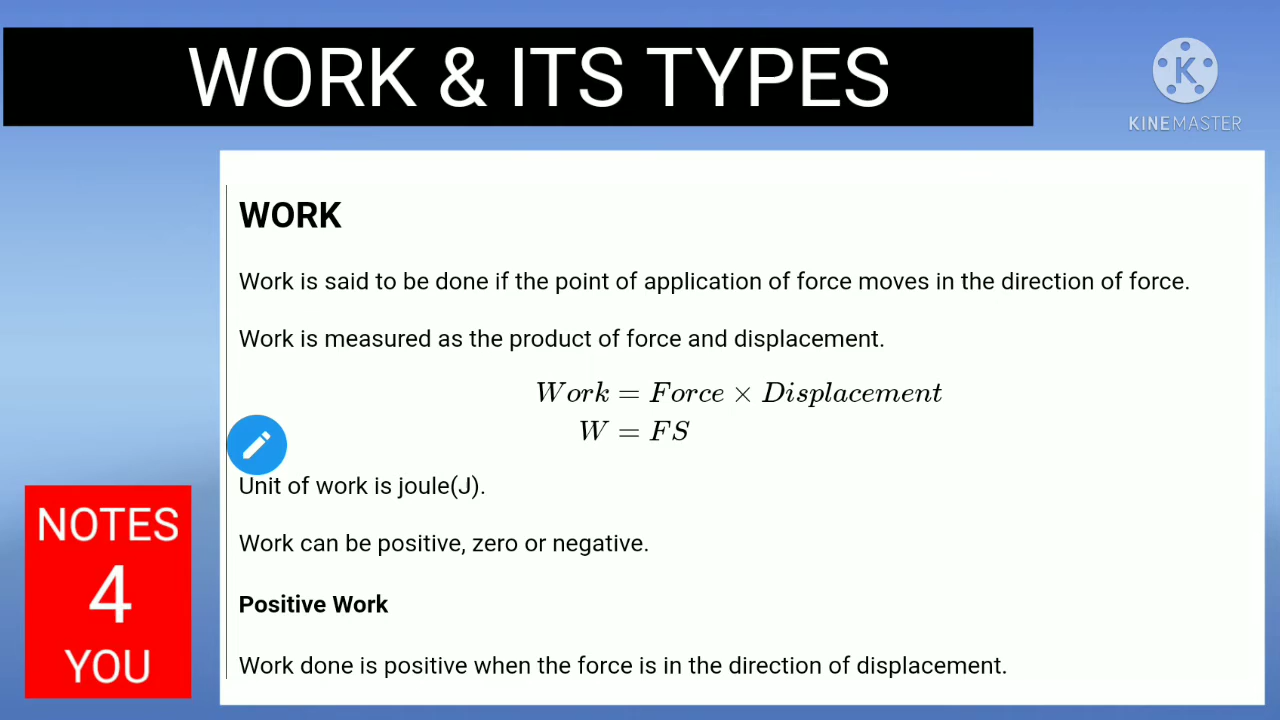 WORK & ITS TYPES
K
KINEMASTER
WORK
Work is said to be done if the point of application of force moves in the direction of force.
Work is measured as the product of force and displacement.
Work = Force × Displacement
W = FS
Unit of work is joule(J).
Work can be positive, zero or negative.
Positive Work
Work done is positive when the force is in the direction of displacement.
NOTES
4
YOU